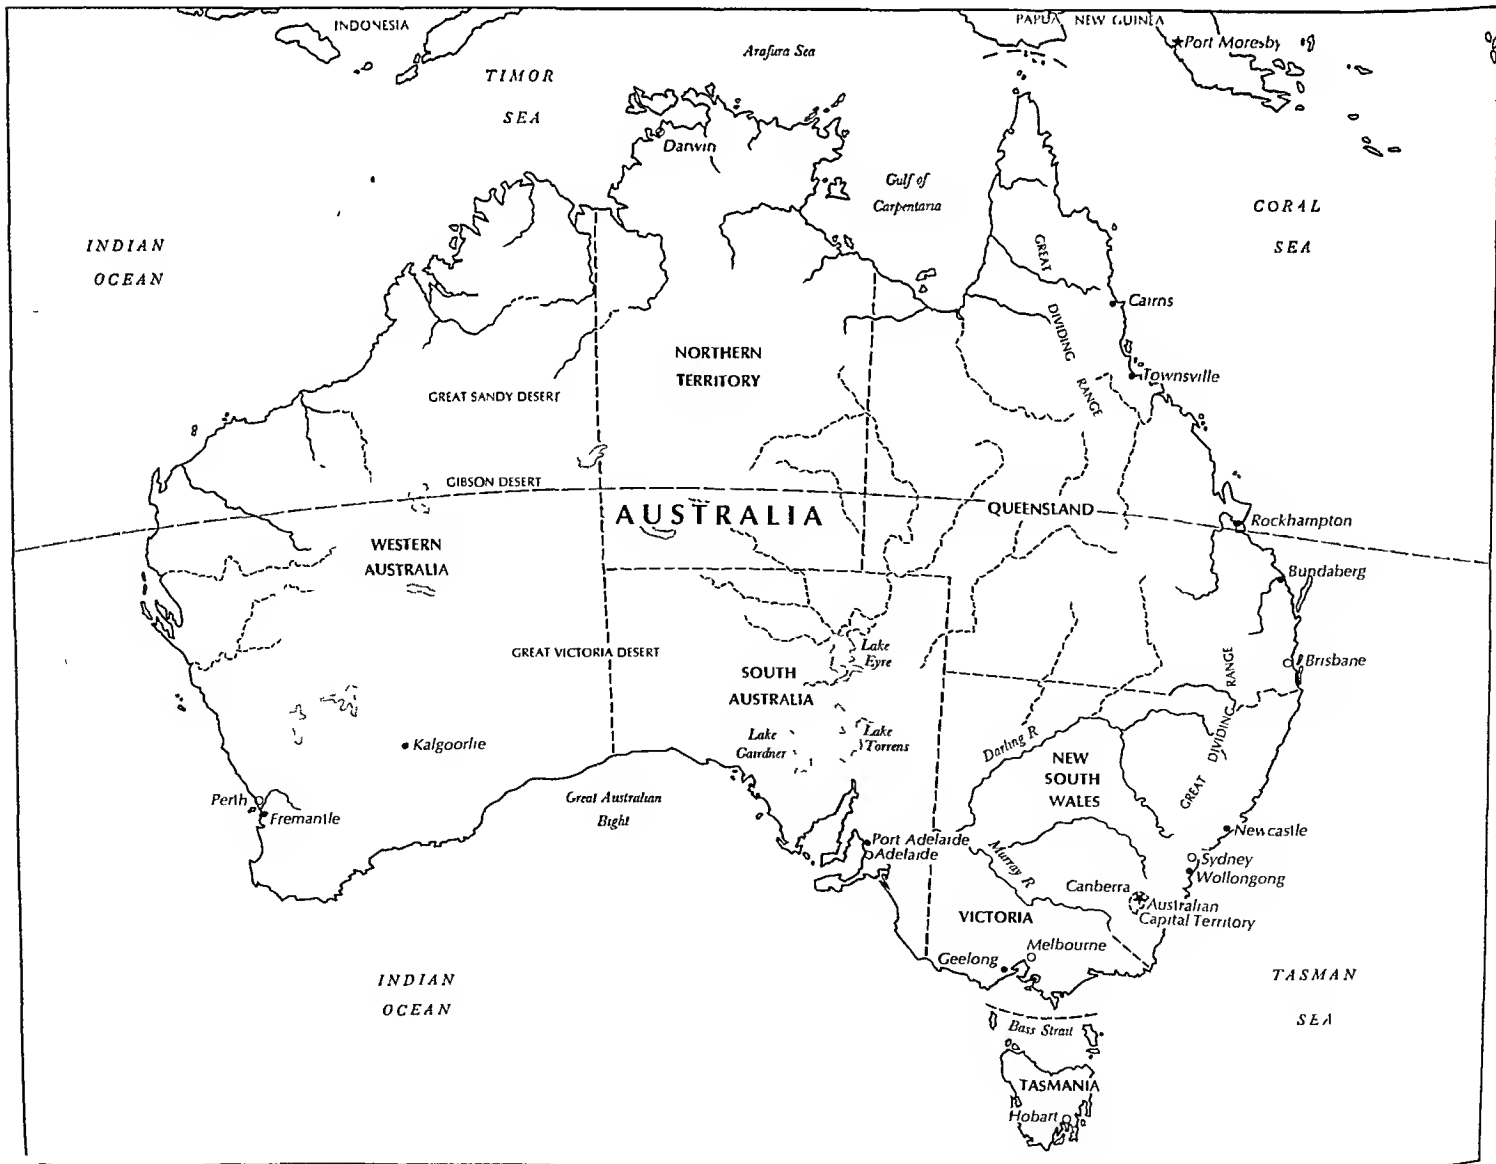 INDONESIA
PAPUA NEW GUINEA
Port Moresby
Arafura Sea
TIMOR
SEA
Darwin
Gulf of
Carpentaria
CORAL
SEA
INDIAN
OCEAN
GREAT
DIVIDING
RANGE
Cairns
Townsville
NORTHERN
TERRITORY
GREAT SANDY DESERT
GIBSON DESERT
AUSTRALIA
QUEENSLAND
Rockhampton
WESTERN
AUSTRALIA
Bundaberg
GREAT VICTORIA DESERT
Lake
Eyre
SOUTH
AUSTRALIA
Brisbane
GREAT DIVIDING RANGE
Lake
Gairdner
Lake
Torrens
Darling R
NEW
SOUTH
WALES
Kalgoorlie
Perth
Fremantle
Great Australian
Bight
Port Adelaide
Adelaide
Murray R
Newcastle
Sydney
Wollongong
Canberra
Australian
Capital Territory
VICTORIA
Melbourne
Geelong
INDIAN
OCEAN
TASMAN
SEA
Bass Strait
TASMANIA
Hobart